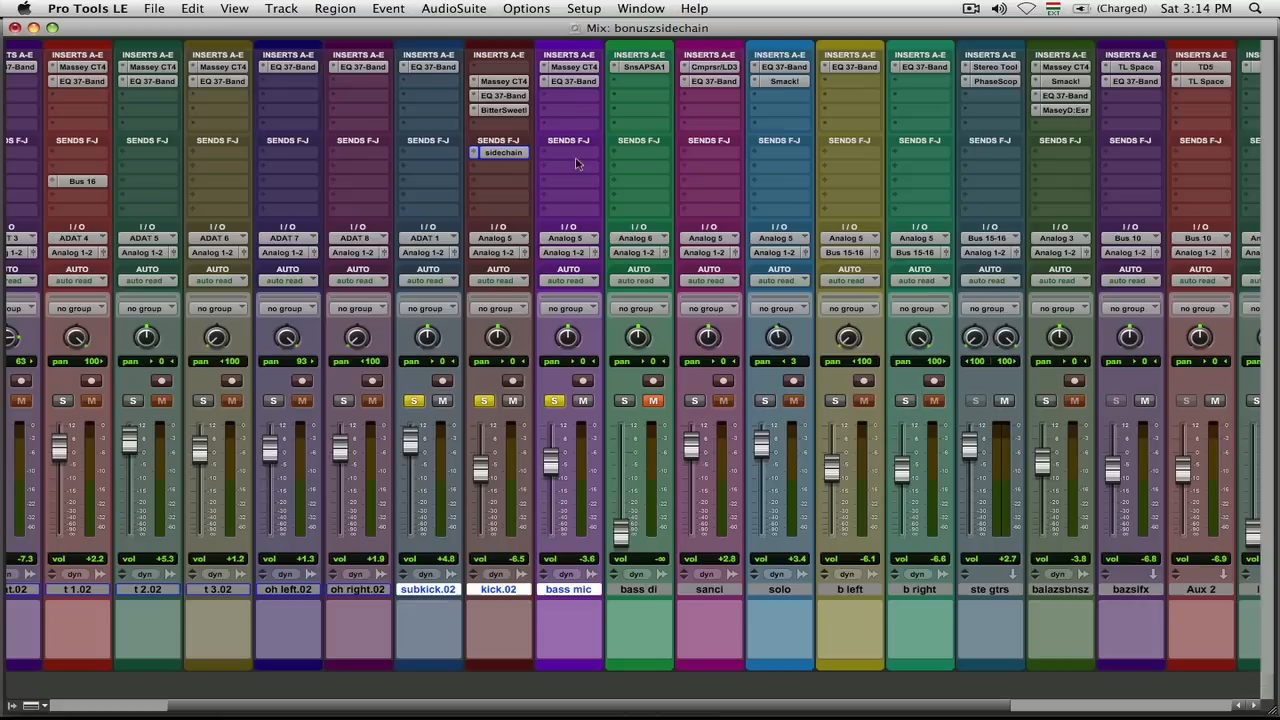 Pro Tools LE File Edit View Track Region Event AudioSuite Options Setup Window Help (Charged) Sat 3:14 PM
Mix: bonuszsidechain
INSERTS A-E INSERTS A-E INSERTS A-E INSERTS A-E INSERTS A-E INSERTS A-E INSERTS A-E INSERTS A-E INSERTS A-E INSERTS A-E INSERTS A-E INSERTS A-E INSERTS A-E INSERTS A-E INSERTS A-E INSERTS A-E INSERTS A-E
37-Band Massey CT4 Massey CT4 Massey CT4 EQ 37-Band EQ 37-Band EQ 37-Band Massey CT4 SnsAPSA1 Cmprsr/LD3 EQ 37-Band EQ 37-Band EQ 37-Band Stereo Tool Massey CT4 TL Space TD5
EQ 37-Band EQ 37-Band EQ 37-Band Massey CT4 EQ 37-Band EQ 37-Band Smack! PhaseScop Smack! EQ 37-Band TL Space
EQ 37-Band EQ 37-Band
BitterSweetI MaseyD:Esr
SENDS F-J SENDS F-J SENDS F-J SENDS F-J SENDS F-J SENDS F-J SENDS F-J SENDS F-J SENDS F-J SENDS F-J SENDS F-J SENDS F-J SENDS F-J SENDS F-J SENDS F-J SENDS F-J SENDS F-J
sidechain
Bus 16
I/O I/O I/O I/O I/O I/O I/O I/O I/O I/O I/O I/O I/O I/O I/O I/O I/O
AT 3 ADAT 4 ADAT 5 ADAT 6 ADAT 7 ADAT 8 ADAT 1 Analog 5 Analog 5 Analog 6 Analog 5 Analog 5 Analog 5 Analog 5 Bus 15-16 Analog 3 Bus 10 Bus 10
Analog 1-2 Analog 1-2 Analog 1-2 Analog 1-2 Analog 1-2 Analog 1-2 Analog 1-2 Analog 1-2 Analog 1-2 Analog 1-2 Analog 1-2 Bus 15-16 Bus 15-16 Analog 1-2 Analog 1-2 Analog 1-2 Analog 1-2
AUTO AUTO AUTO AUTO AUTO AUTO AUTO AUTO AUTO AUTO AUTO AUTO AUTO AUTO AUTO AUTO AUTO
auto read auto read auto read auto read auto read auto read auto read auto read auto read auto read auto read auto read auto read auto read auto read auto read auto read
no group no group no group no group no group no group no group no group no group no group no group no group no group no group no group no group no group
63 pan 100 pan 0 pan 100 pan 93 pan 100 pan 0 pan 0 pan 0 pan 0 pan 0 pan 3 pan 100 pan 100 100 100 pan 0 pan 0 pan 0
M S M S M S M S M S M S M S M S M S M S M S M S M S M S M S M S M S M S
-7.3 vol +2.2 vol +5.3 vol +1.2 vol +1.3 vol +1.9 vol +4.8 vol -6.5 vol -3.6 vol -∞ vol +2.8 vol +3.4 vol -6.1 vol -6.6 vol +2.7 vol -3.8 vol -6.8 vol -6.9 vol
dyn dyn dyn dyn dyn dyn dyn dyn dyn dyn dyn dyn dyn dyn
t 1.02 t 2.02 t 3.02 oh left.02 oh right.02 subkick.02 kick.02 bass mic bass di sanci solo b left b right ste gtrs balazsbnsz bazsifx Aux 2